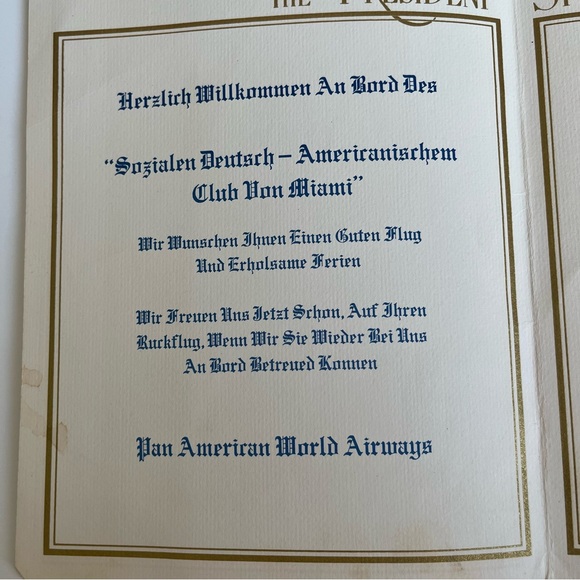 THE PRESIDENT
Herzlich Willkommen An Bord Des
“Sozialen Deutsch – Americanischem
Club Von Miami”
Wir Wunschen Ihnen Einen Guten Flug
Und Erholsame Ferien
Wir Freuen Uns Jetzt Schon, Auf Ihren
Ruckflug, Wenn Wir Sie Wieder Bei Uns
An Bord Betreued Konnen
Pan American World Airways